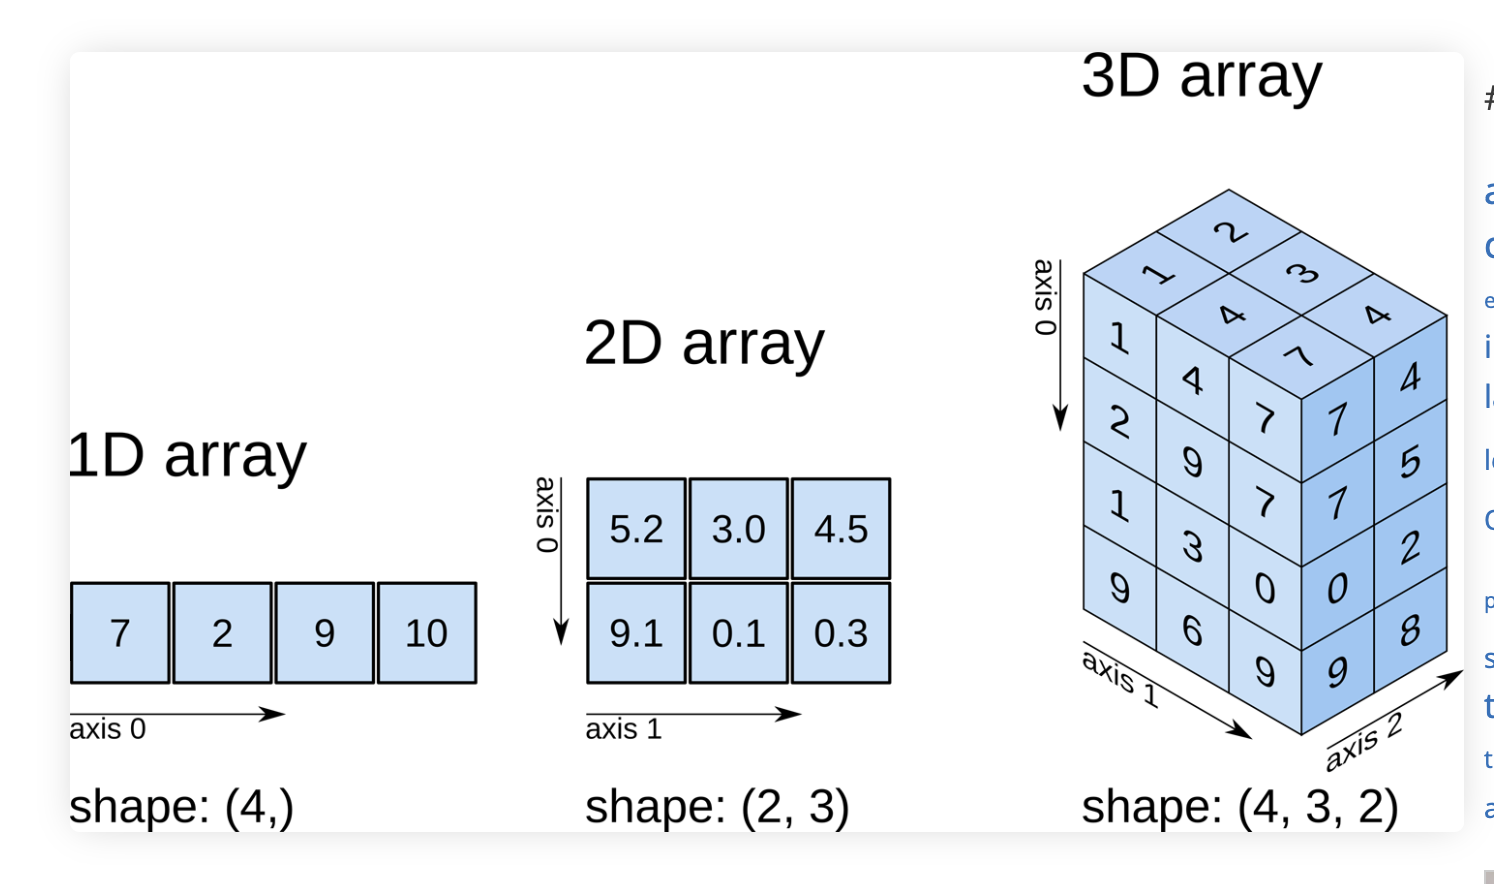 1D array
7 2 9 10
axis 0
shape: (4,)
2D array
axis 0
5.2 3.0 4.5
9.1 0.1 0.3
axis 1
shape: (2, 3)
3D array
axis 0
2
1 3
4 4
7
1 4 7 7 4
2 9 7 7 5
1 3 0 0 2
9 6 9 9 8
axis 1
axis 2
shape: (4, 3, 2)
#